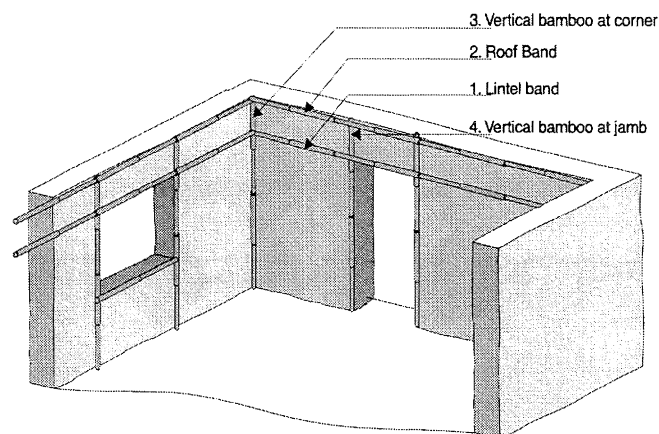 3. Vertical bamboo at corner
2. Roof Band
1. Lintel band
4. Vertical bamboo at jamb